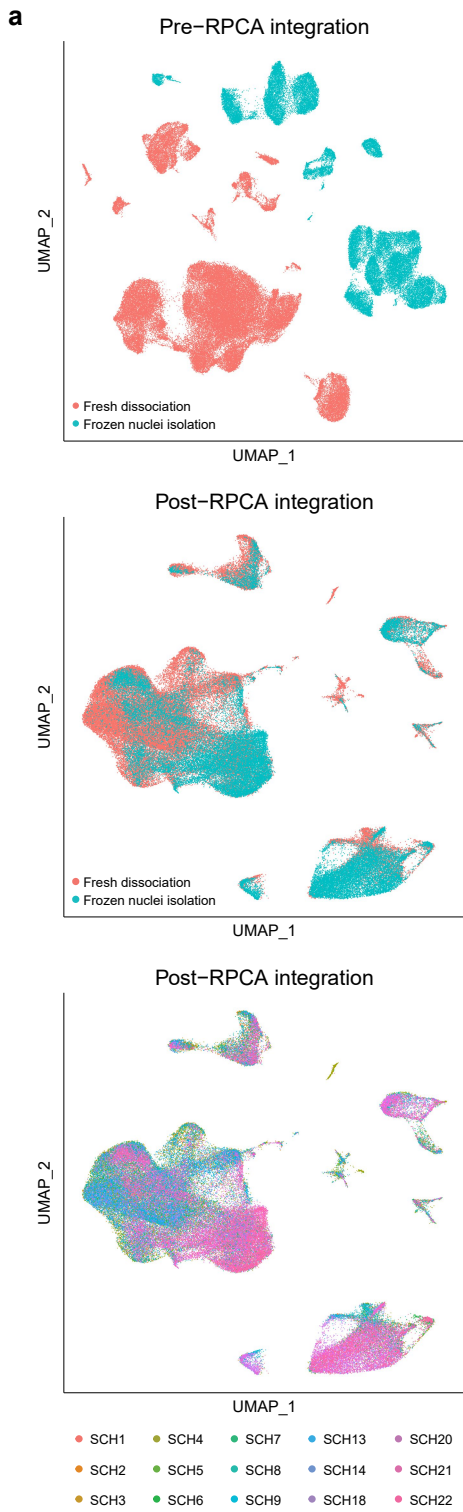 a
Pre−RPCA integration
UMAP_2
Fresh dissociation
Frozen nuclei isolation
UMAP_1
Post−RPCA integration
UMAP_2
Fresh dissociation
Frozen nuclei isolation
UMAP_1
Post−RPCA integration
UMAP_2
UMAP_1
SCH1 SCH4 SCH7 SCH13 SCH20
SCH2 SCH5 SCH8 SCH14 SCH21
SCH3 SCH6 SCH9 SCH18 SCH22